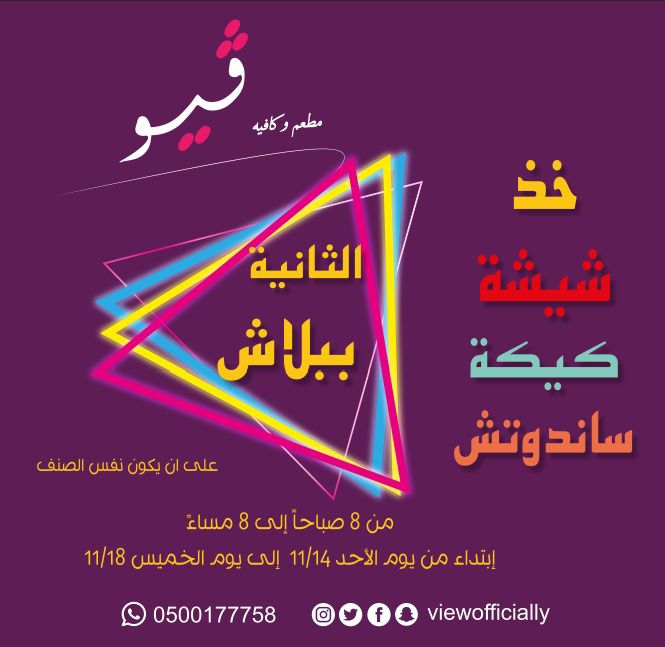 ڤيو
مطعم وكافيه
خذ
شيشة
كيكة
ساندوتش
الثانية
ببلاش
على ان يكون نفس الصنف
من 8 صباحاً إلى 8 مساءً
إبتداء من يوم الأحد 11/14 إلى يوم الخميس 11/18
0500177758 viewofficially